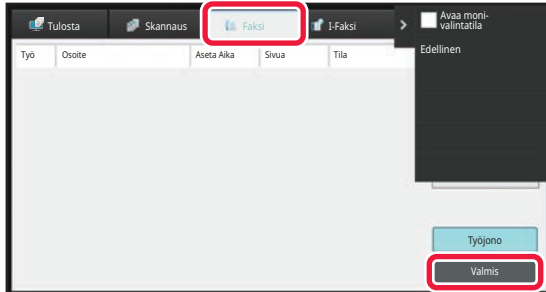 Tulosta
Skannaus
Faksi
I-Faksi
Avaa moni-
valintatila
Edellinen
Työ
Osoite
Aseta Aika
Sivua
Tila
Työjono
Valmis